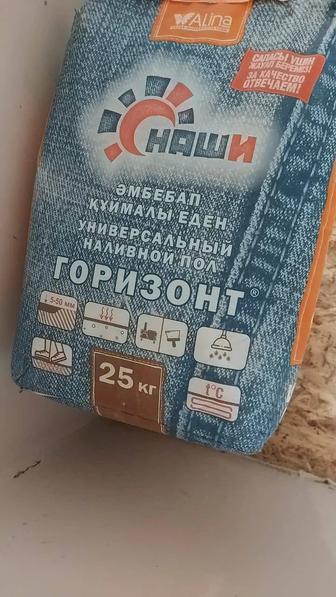 Alina
САПАСЫ ҮШІН
ЖАУАП БЕРЕМІЗ!
ЗА КАЧЕСТВО
ОТВЕЧАЕМ!
НАШИ
ӘМБЕБАП
ҚҰЙМАЛЫ ЕДЕН
УНИВЕРСАЛЬНЫЙ
НАЛИВНОЙ ПОЛ
ГОРИЗОНТ®
5-50 мм
t°C
25 кг